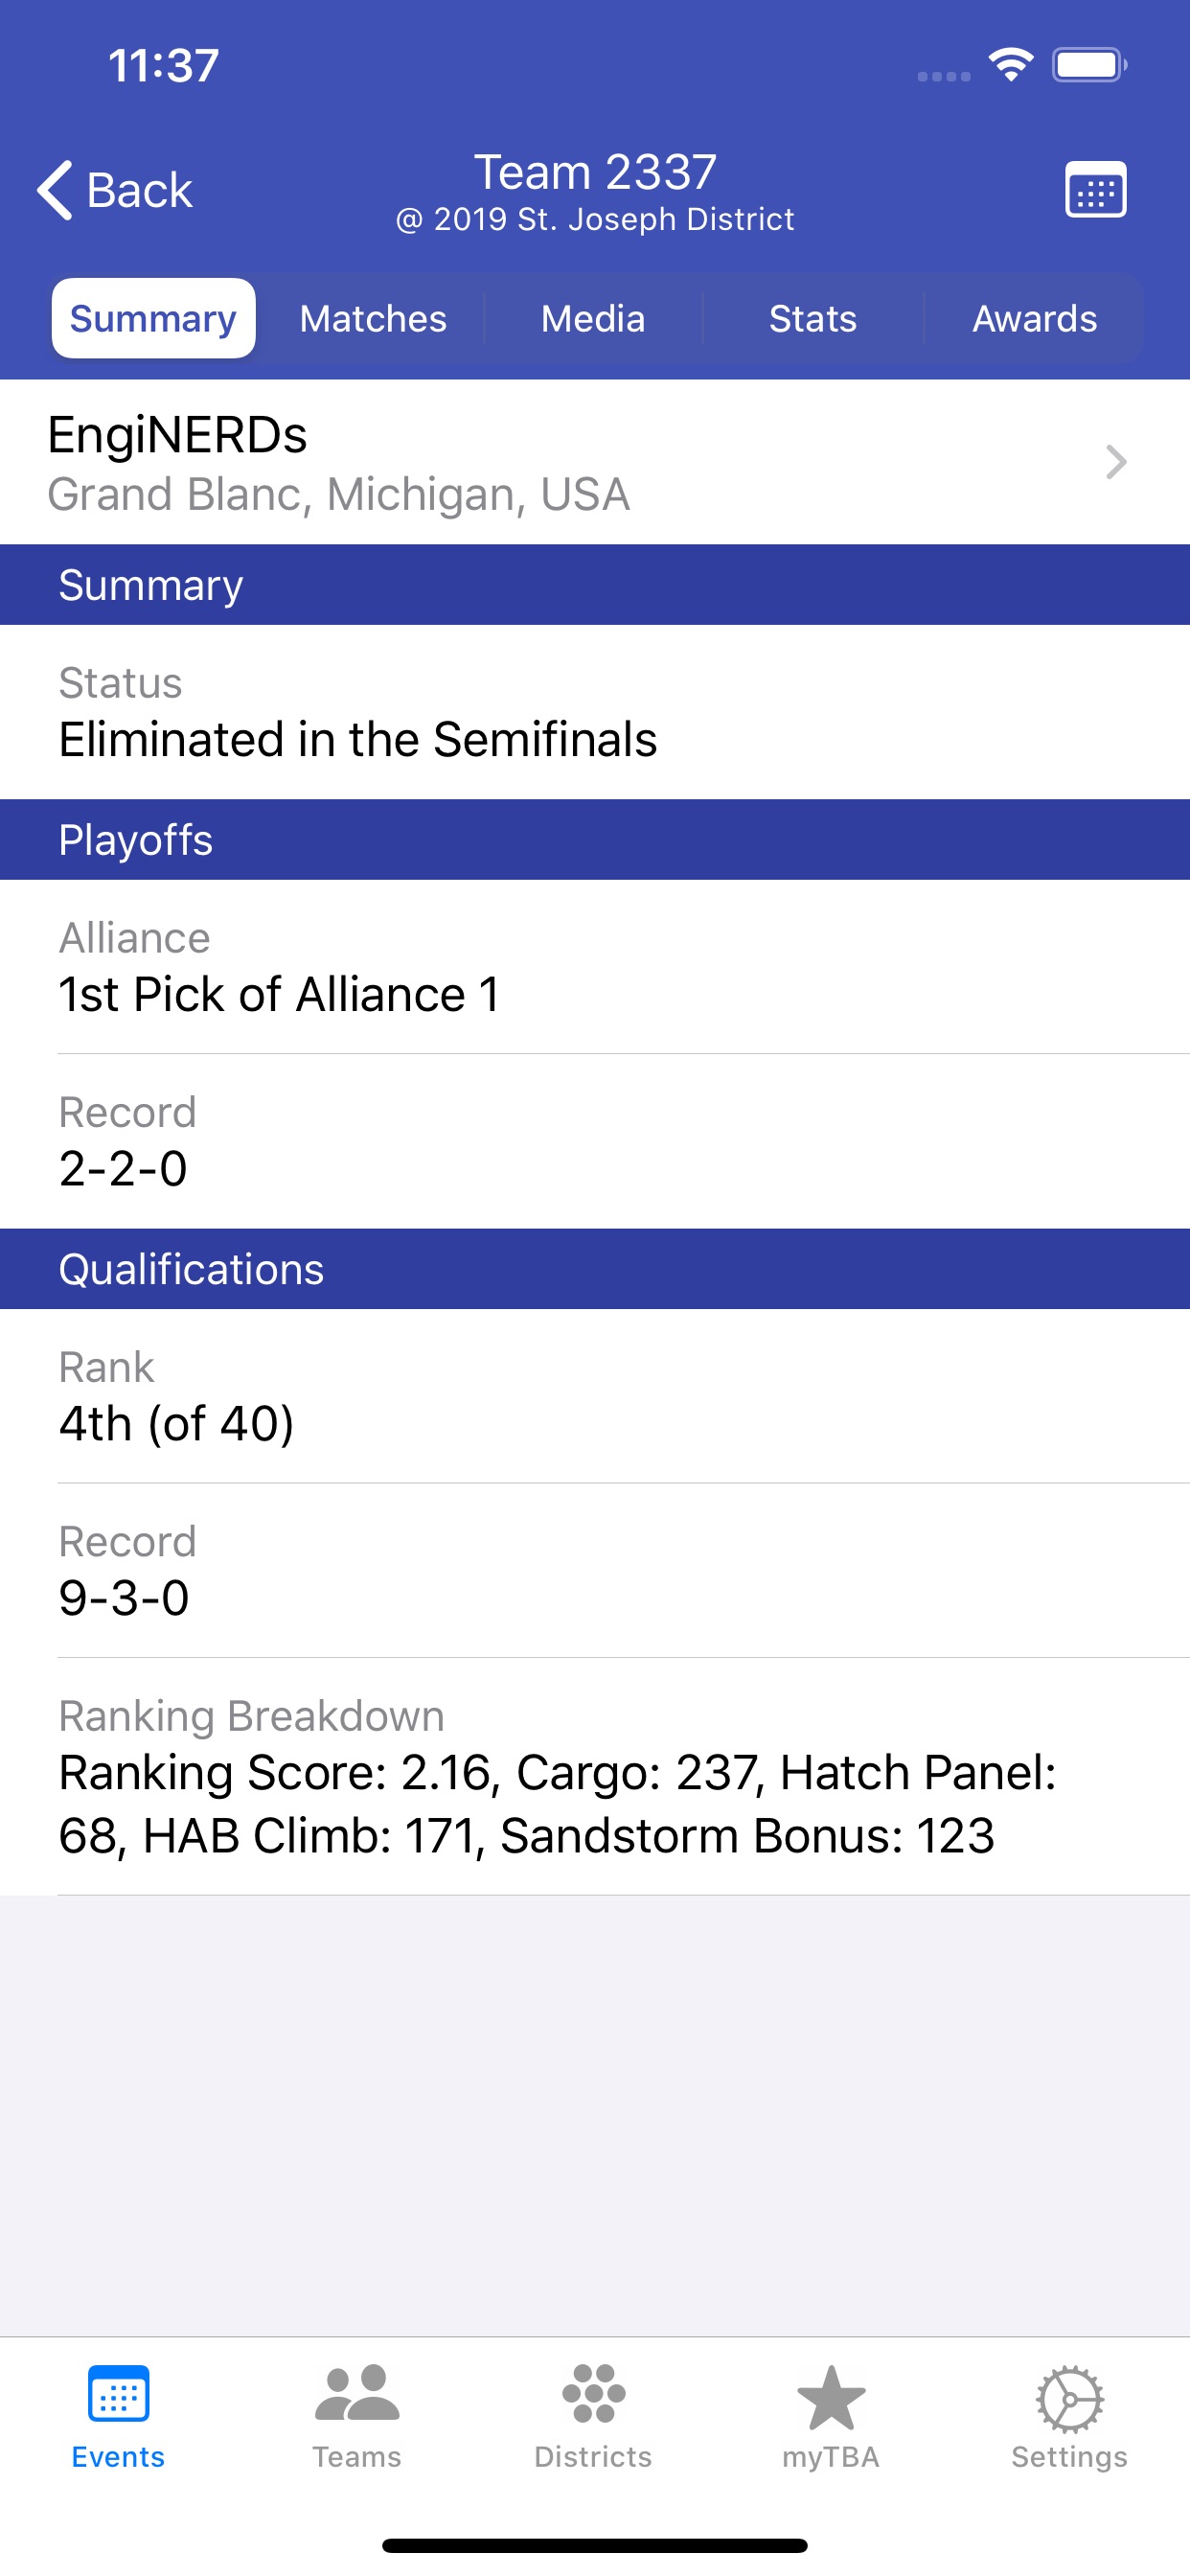 11:37
Back
Team 2337
@ 2019 St. Joseph District
Summary
Matches
Media
Stats
Awards
EngiNERDs
Grand Blanc, Michigan, USA
Summary
Status
Eliminated in the Semifinals
Playoffs
Alliance
1st Pick of Alliance 1
Record
2-2-0
Qualifications
Rank
4th (of 40)
Record
9-3-0
Ranking Breakdown
Ranking Score: 2.16, Cargo: 237, Hatch Panel:
68, HAB Climb: 171, Sandstorm Bonus: 123
Events
Teams
Districts
myTBA
Settings